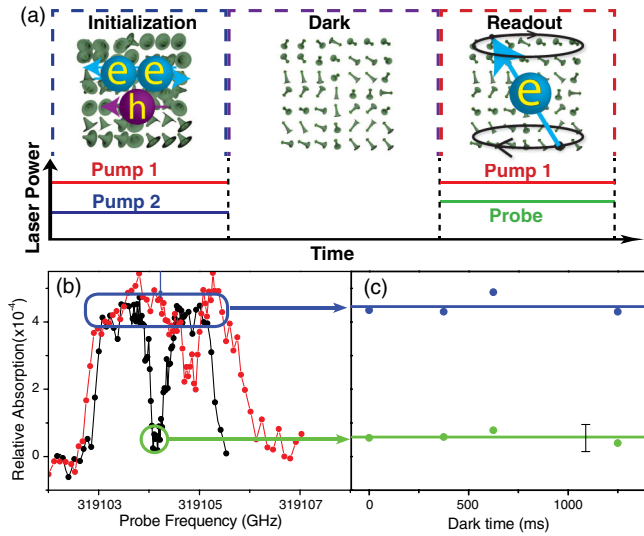 (a)
Initialization
Dark
Readout
e e
h
e
Pump 1
Pump 2
Pump 1
Probe
Laser Power
Time
(b)
(c)
Relative Absorption(x10⁻⁴)
4
2
0
319103 319105 319107
Probe Frequency (GHz)
0 500 1000
Dark time (ms)